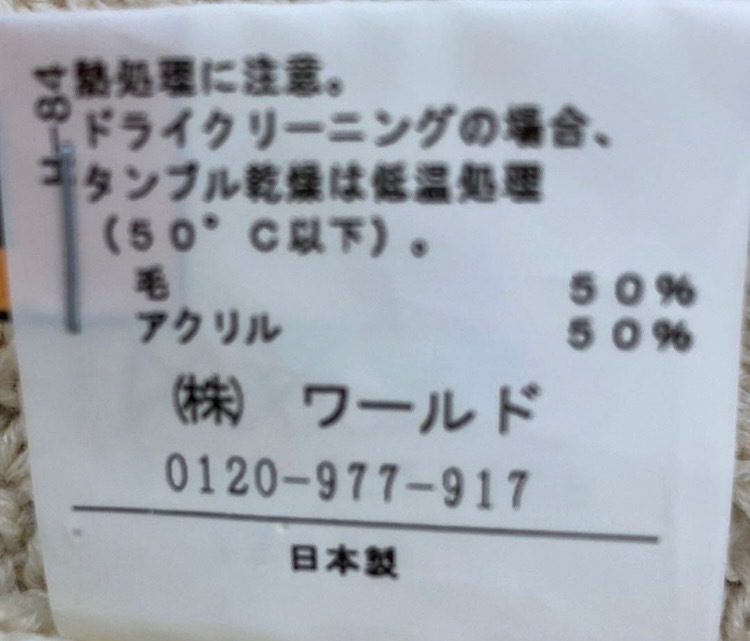 熱処理に注意。
ドライクリーニングの場合、
タンブル乾燥は低温処理
(50°C以下)。
毛 50%
アクリル 50%
㈱ ワールド
0120-977-917
日本製